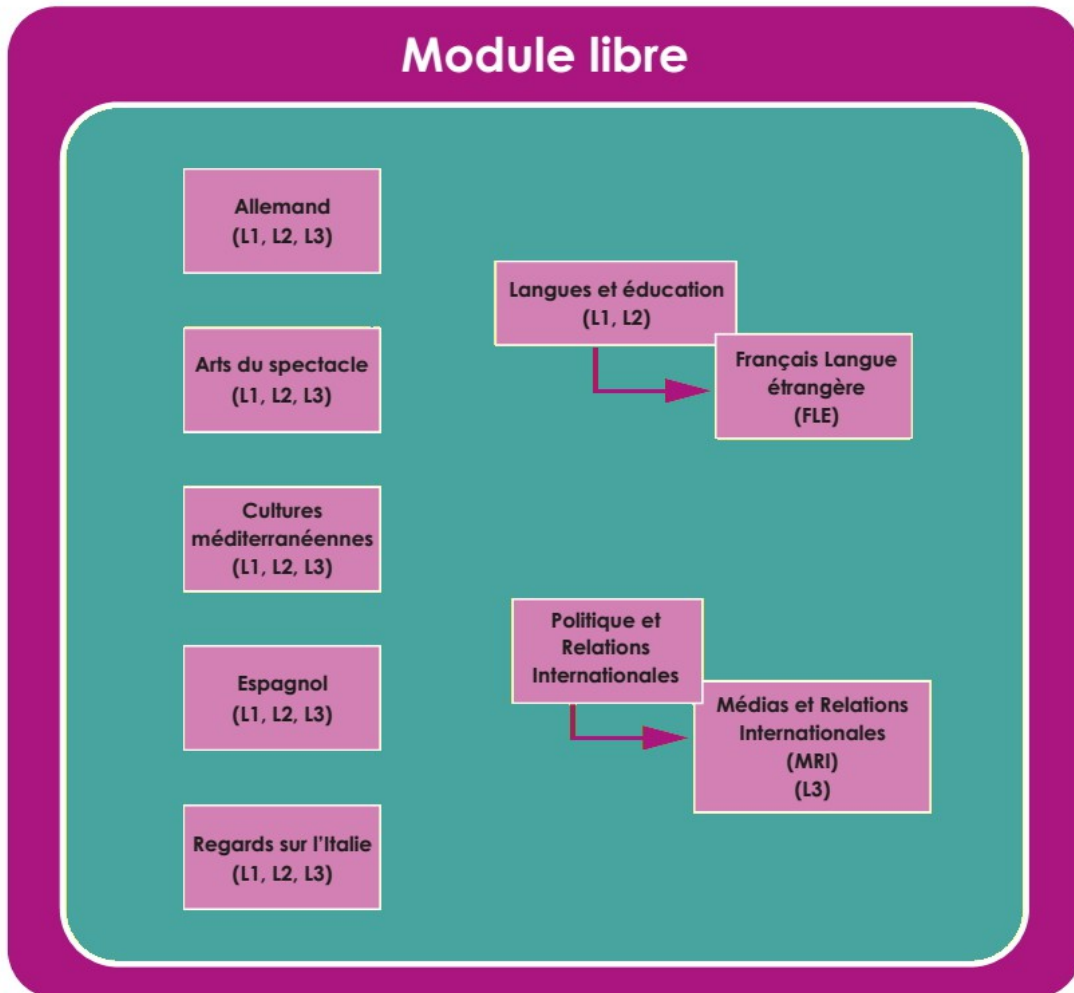 Module libre
Allemand
(L1, L2, L3)
Arts du spectacle
(L1, L2, L3)
Cultures
méditerranéennes
(L1, L2, L3)
Espagnol
(L1, L2, L3)
Regards sur l'Italie
(L1, L2, L3)
Langues et éducation
(L1, L2)
Français Langue
étrangère
(FLE)
Politique et
Relations
Internationales
Médias et Relations
Internationales
(MRI)
(L3)